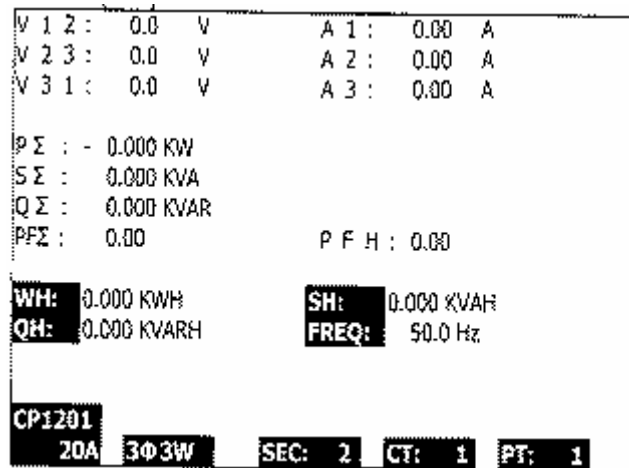 V 1 2 : 0.0 V A 1 : 0.00 A
V 2 3 : 0.0 V A 2 : 0.00 A
V 3 1 : 0.0 V A 3 : 0.00 A
P Σ : - 0.000 KW
S Σ : 0.000 KVA
Q Σ : 0.000 KVAR
PFΣ : 0.00 P F H : 0.00
WH: 0.000 KWH SH: 0.000 KVAH
QH: 0.000 KVARH FREQ: 50.0 Hz
CP1201
20A 3Φ3W SEC: 2 CT: 1 PT: 1